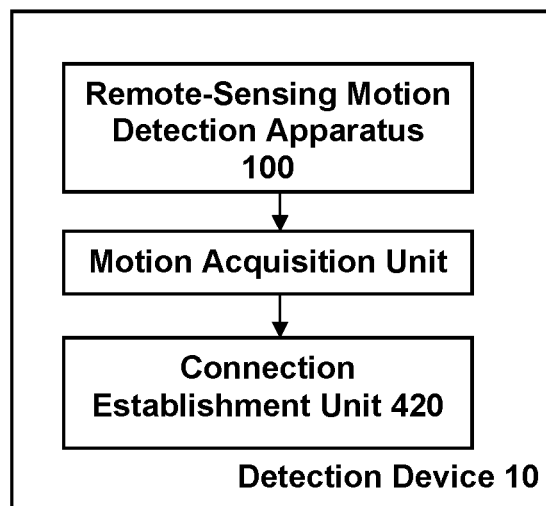 Remote-Sensing Motion
Detection Apparatus
100
Motion Acquisition Unit
Connection
Establishment Unit 420
Detection Device 10